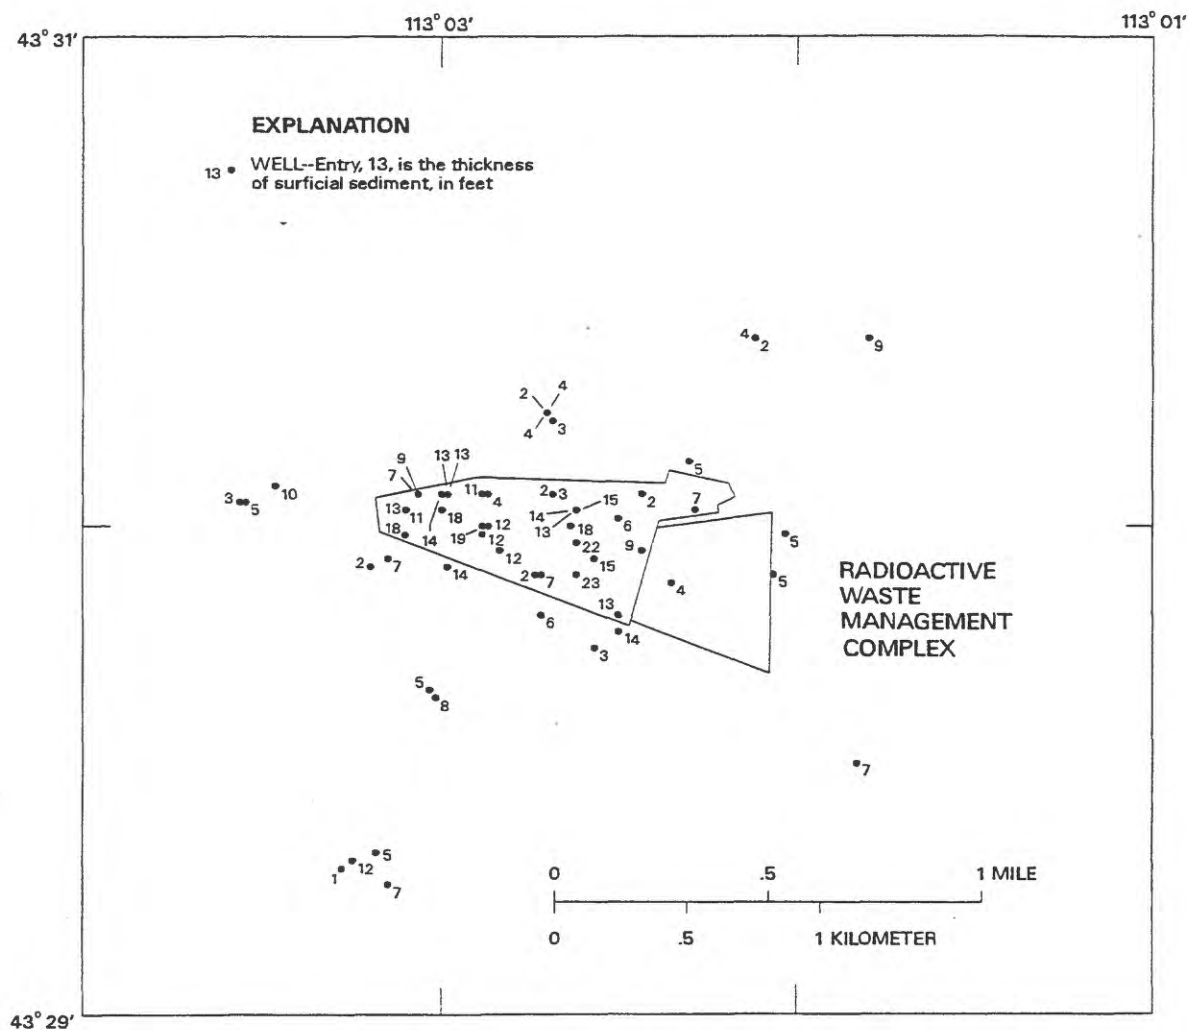 113° 03'
113° 01'
43° 31'
EXPLANATION
13 WELL--Entry, 13, is the thickness
of surficial sediment, in feet
4 2 9
2 4
4 3
5
9 13 13
7
3 5 10
11 4 2 3 2 7
15
13 11 14 18 14 13 6
18 19 12 12 18 22 5
12 9 15
2 7 14 2 7 23 4 5
RADIOACTIVE
WASTE
MANAGEMENT
COMPLEX
6 13
14
3
5
8
7
5
12
1
7
0 .5 1 MILE
0 .5 1 KILOMETER
43° 29'